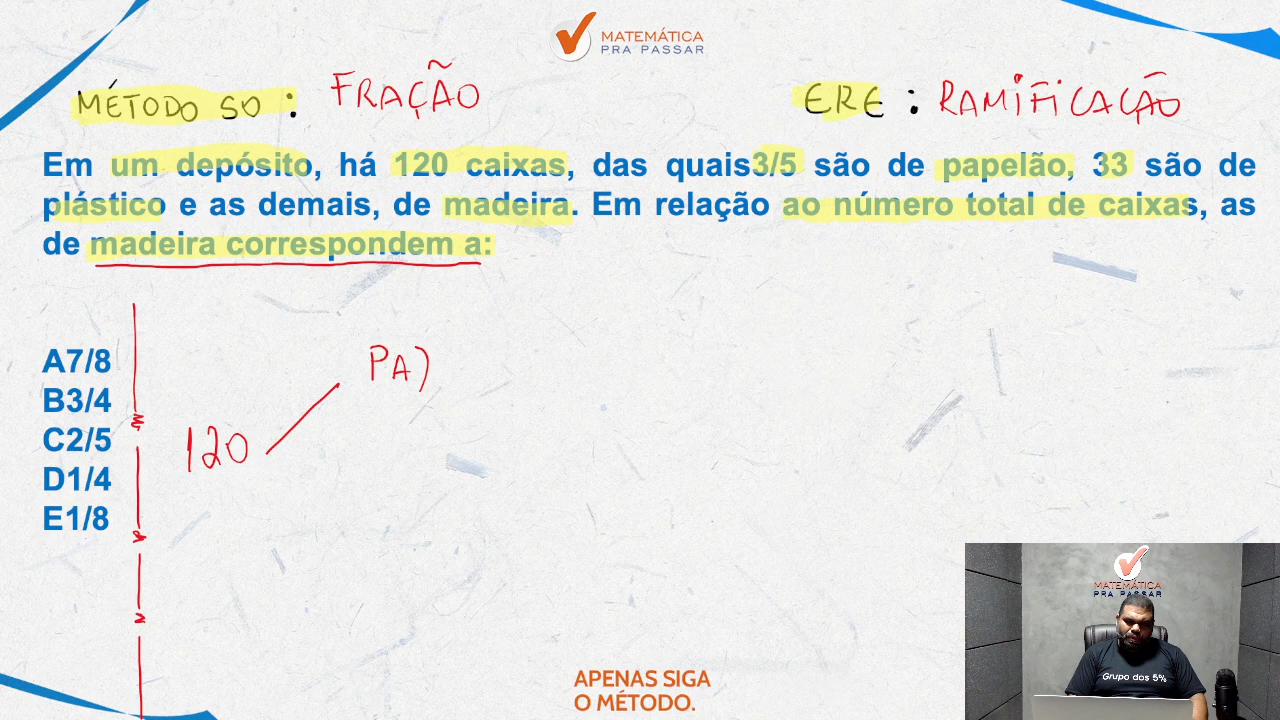 MATEMÁTICA
PRA PASSAR
MÉTODO SO : FRAÇÃO
ERE : RAMIFICAÇÃO
Em um depósito, há 120 caixas, das quais3/5 são de papelão, 33 são de
plástico e as demais, de madeira. Em relação ao número total de caixas, as
de madeira correspondem a:
A7/8
B3/4
C2/5
D1/4
E1/8
PA)
120
MATEMÁTICA
PRA PASSAR
Grupo dos 5%
APENAS SIGA
O MÉTODO.